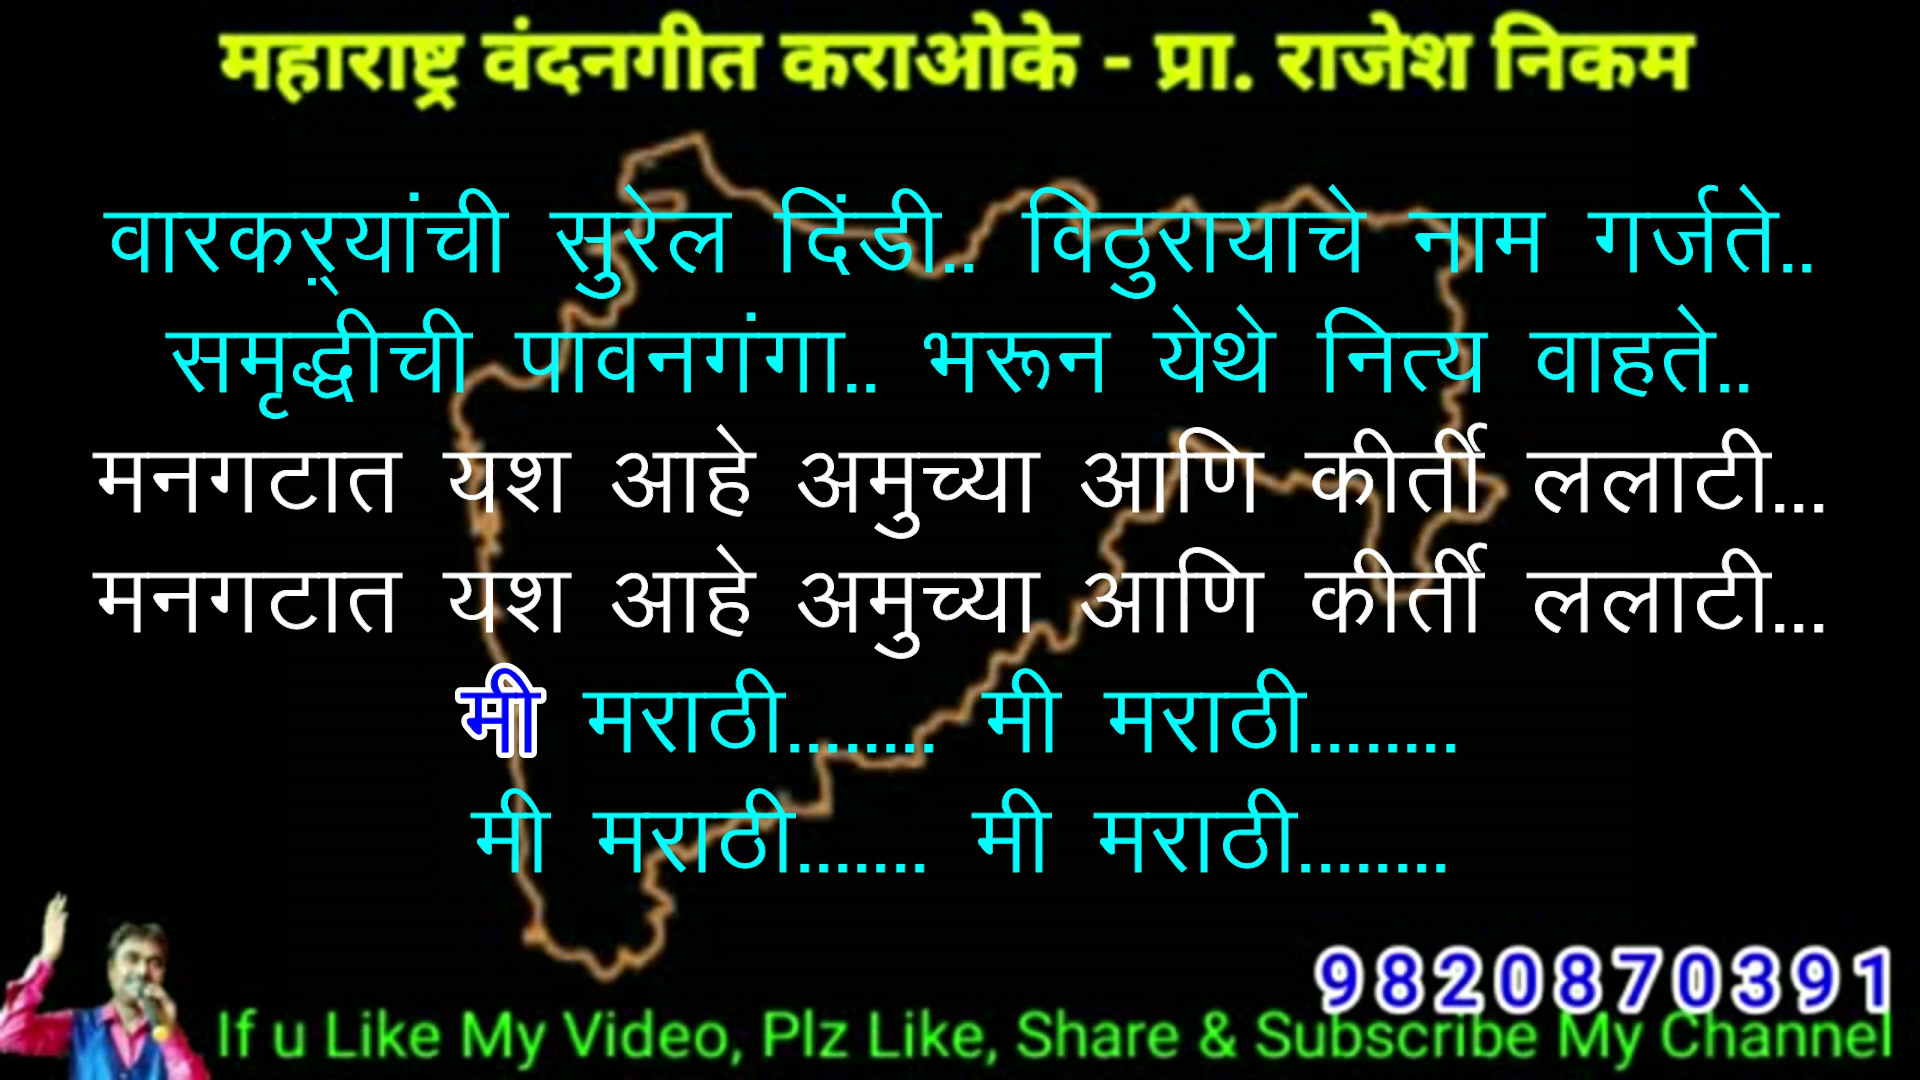 महाराष्ट्र वंदनगीत कराओके - प्रा. राजेश निकम
वारकऱ्यांची सुरेल दिंडी.. विठुरायाचे नाम गर्जते..
समृद्धीची पावनगंगा.. भरून येथे नित्य वाहते..
मनगटात यश आहे अमुच्या आणि कीर्ती ललाटी...
मनगटात यश आहे अमुच्या आणि कीर्ती ललाटी...
मी मराठी........ मी मराठी........
मी मराठी....... मी मराठी........
9820870391
If u Like My Video, Plz Like, Share & Subscribe My Channel